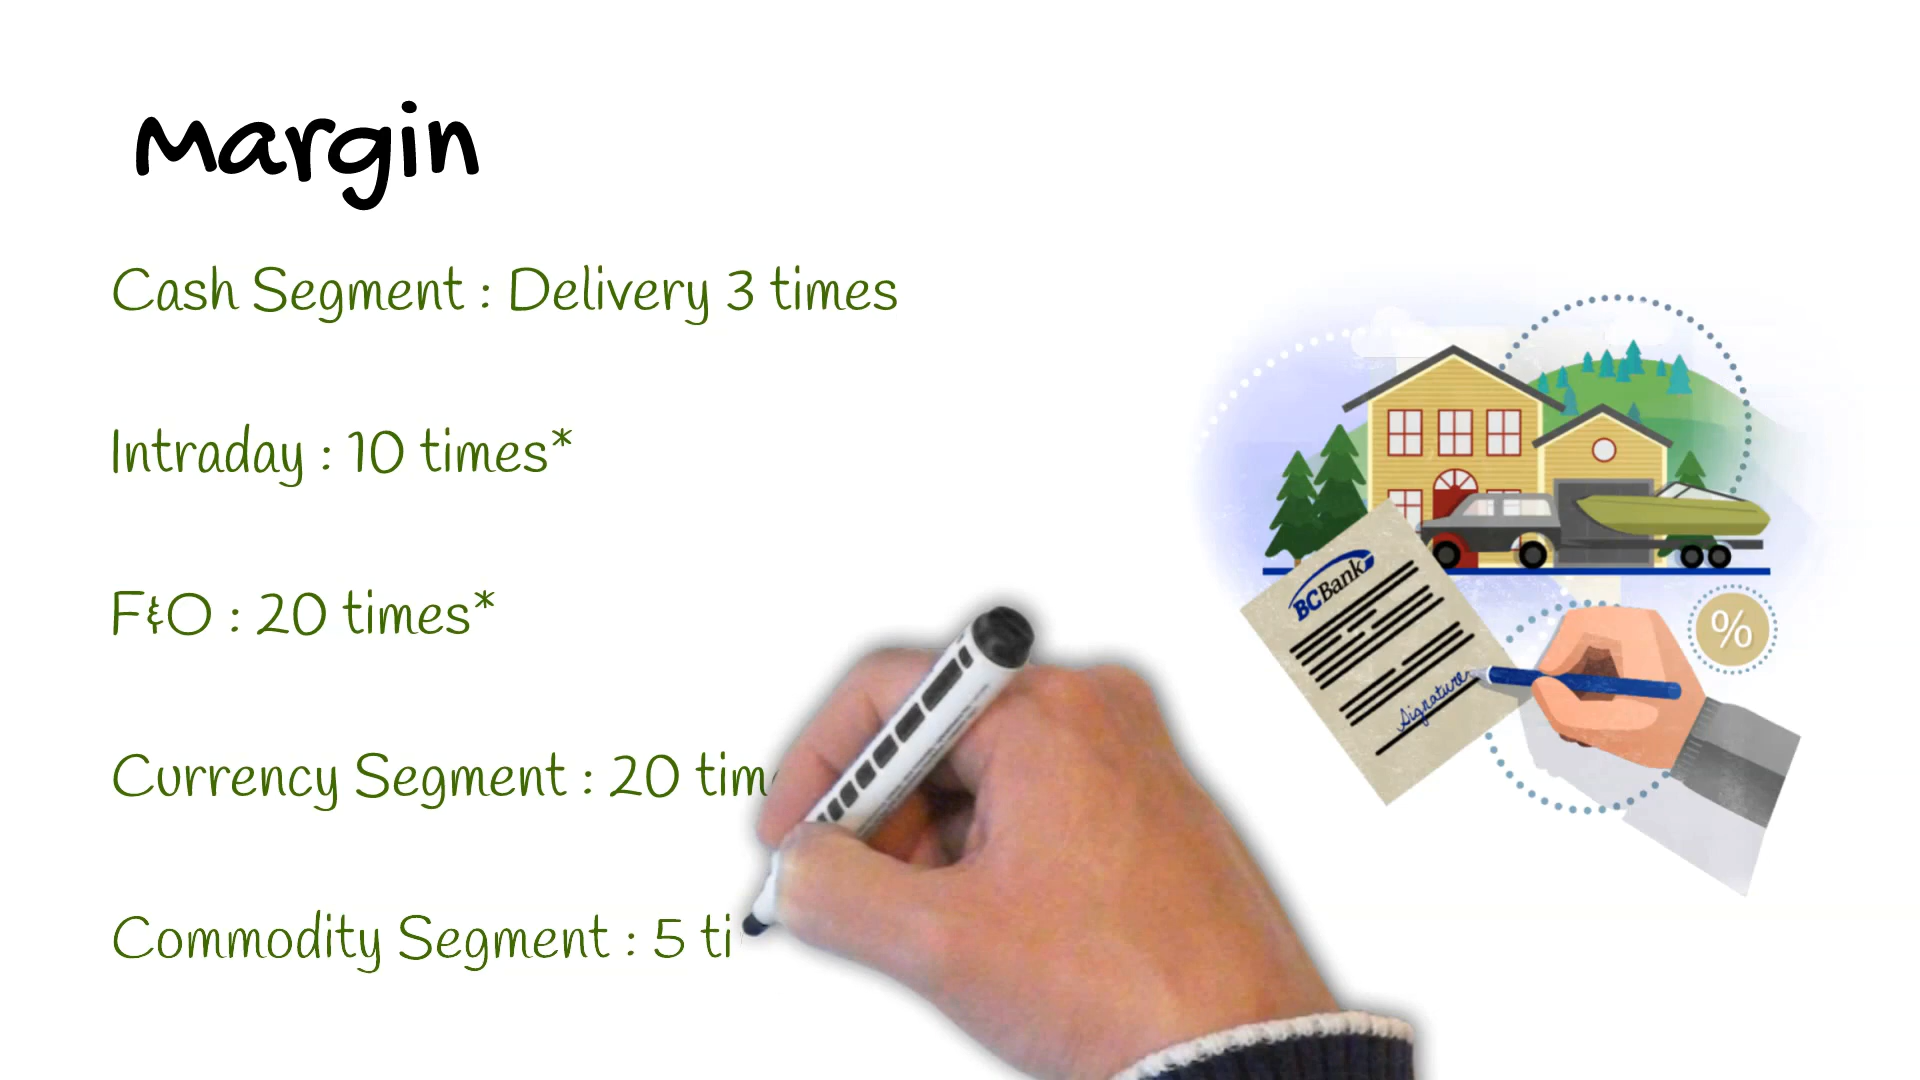 Margin
Cash Segment : Delivery 3 times
Intraday : 10 times*
F&O : 20 times*
Currency Segment : 20 tim
Commodity Segment : 5 ti
BCBank
Signature
%